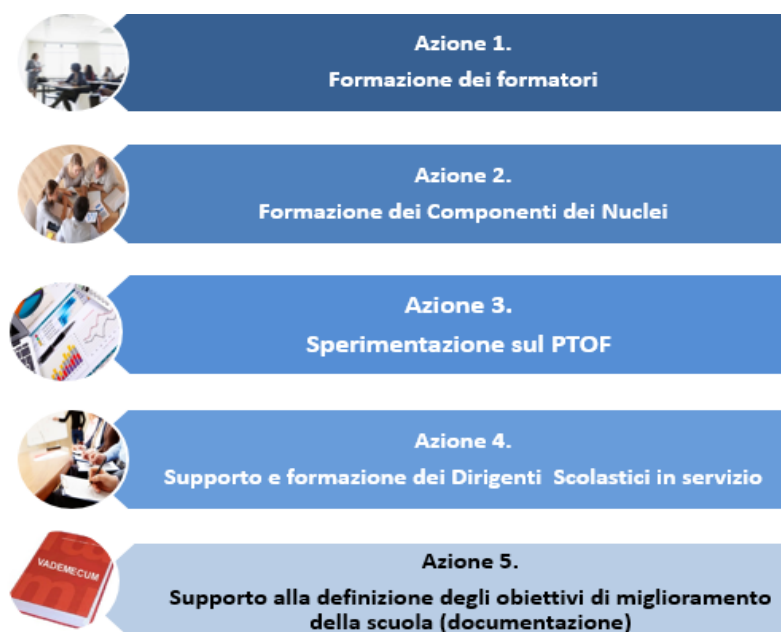 Azione 1.
Formazione dei formatori
Azione 2.
Formazione dei Componenti dei Nuclei
Azione 3.
Sperimentazione sul PTOF
Azione 4.
Supporto e formazione dei Dirigenti Scolastici in servizio
VADEMECUM
Azione 5.
Supporto alla definizione degli obiettivi di miglioramento
della scuola (documentazione)